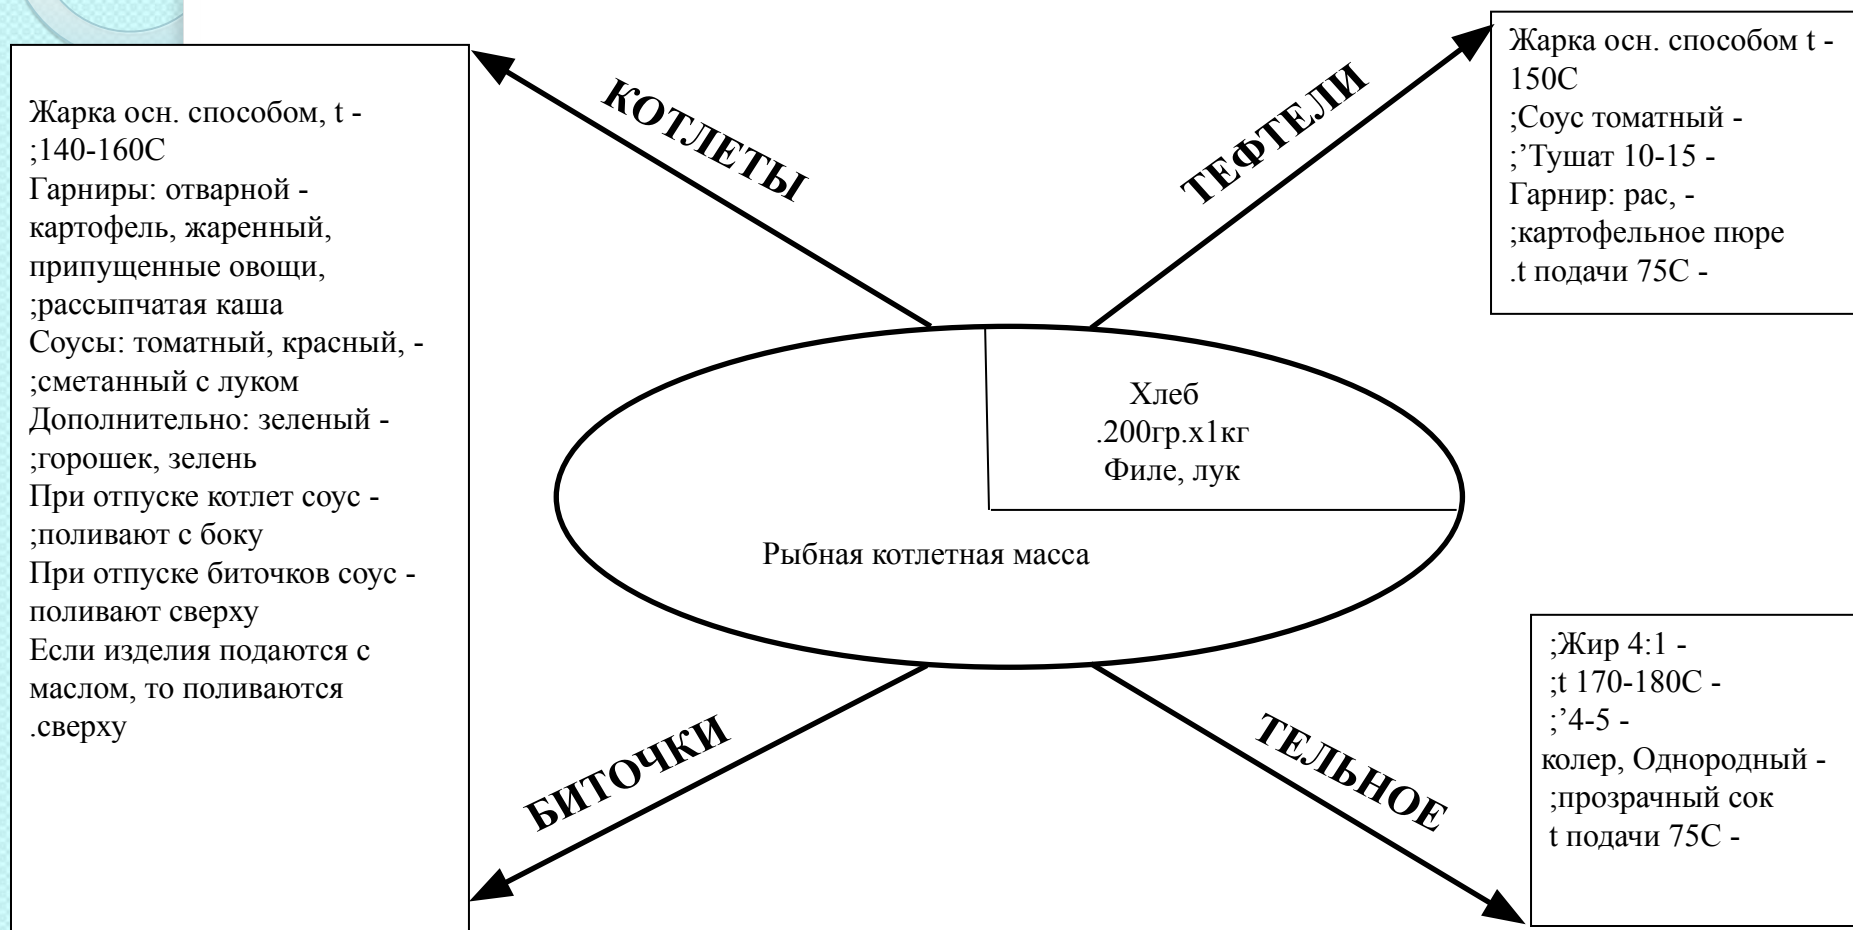 Жарка осн. способом, t -
;140-160С
Гарниры: отварной -
картофель, жаренный,
припущенные овощи,
;рассыпчатая каша
Соусы: томатный, красный, -
;сметанный с луком
Дополнительно: зеленый -
;горошек, зелень
При отпуске котлет соус -
;поливают с боку
При отпуске биточков соус -
поливают сверху
Если изделия подаются с
маслом, то поливаются
.сверху
КОТЛЕТЫ
ТЕФТЕЛИ
Жарка осн. способом t -
150С
;Соус томатный -
;’Тушат 10-15 -
Гарнир: рас, -
;картофельное пюре
.t подачи 75С -
Хлеб
.200гр.х1кг
Филе, лук
Рыбная котлетная масса
БИТОЧКИ
ТЕЛЬНОЕ
;Жир 4:1 -
;t 170-180С -
;’4-5 -
колер, Однородный -
;прозрачный сок
t подачи 75С -